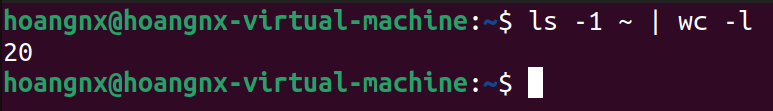 hoangnx@hoangnx-virtual-machine:~$ ls -1 ~ | wc -l
20
hoangnx@hoangnx-virtual-machine:~$